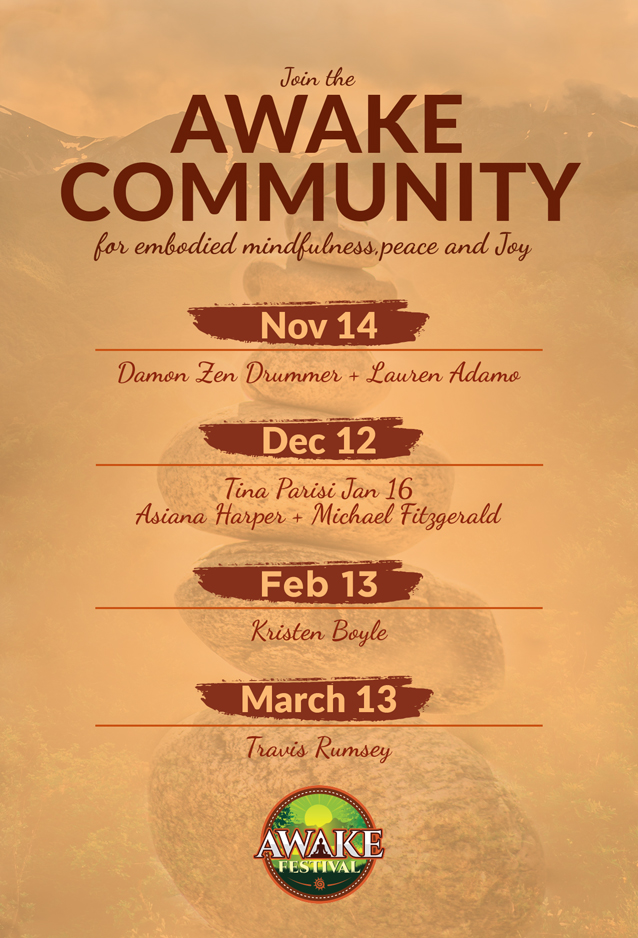 Join the
AWAKE
COMMUNITY
for embodied mindfulness,peace and Joy
Nov 14
Damon Zen Drummer + Lauren Adamo
Dec 12
Tina Parisi Jan 16
Asiana Harper + Michael Fitzgerald
Feb 13
Kristen Boyle
March 13
Travis Rumsey
AWAKE
FESTIVAL